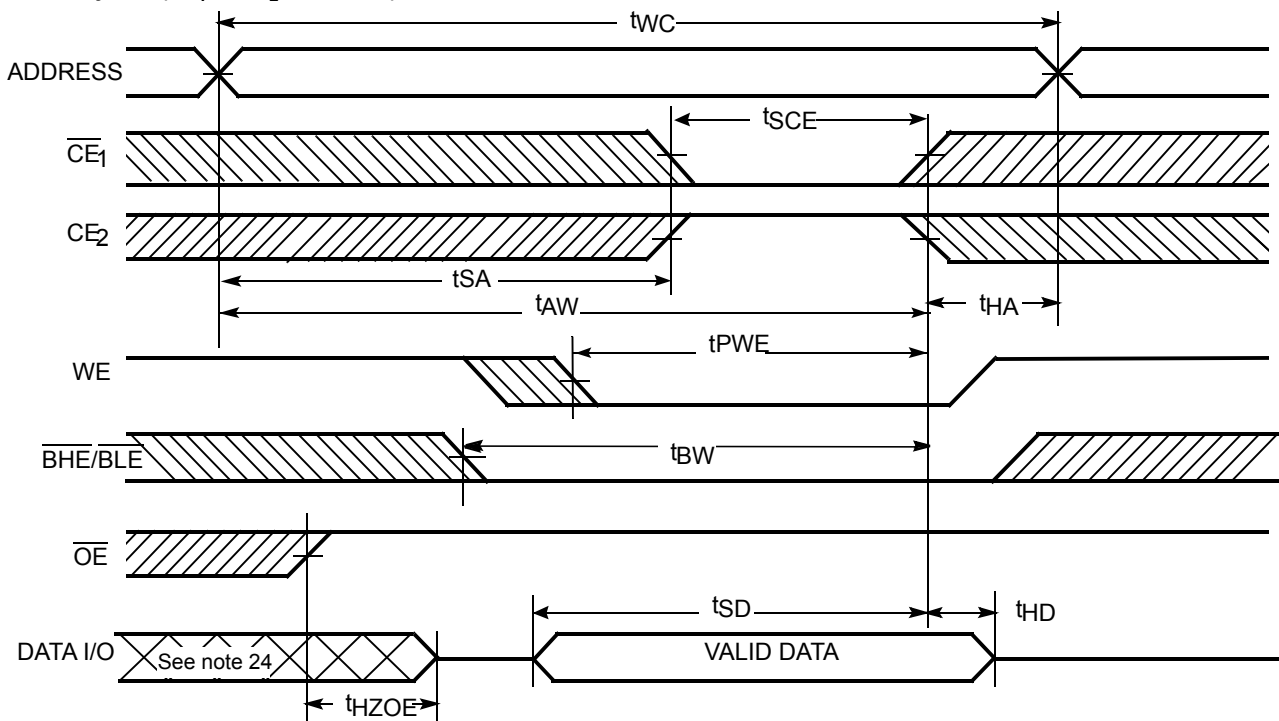 tWC
ADDRESS
tSCE
CE1
CE2
tSA
tAW
tHA
tPWE
WE
tBW
BHE/BLE
OE
tSD
tHD
DATA I/O
See note 24
VALID DATA
tHZOE